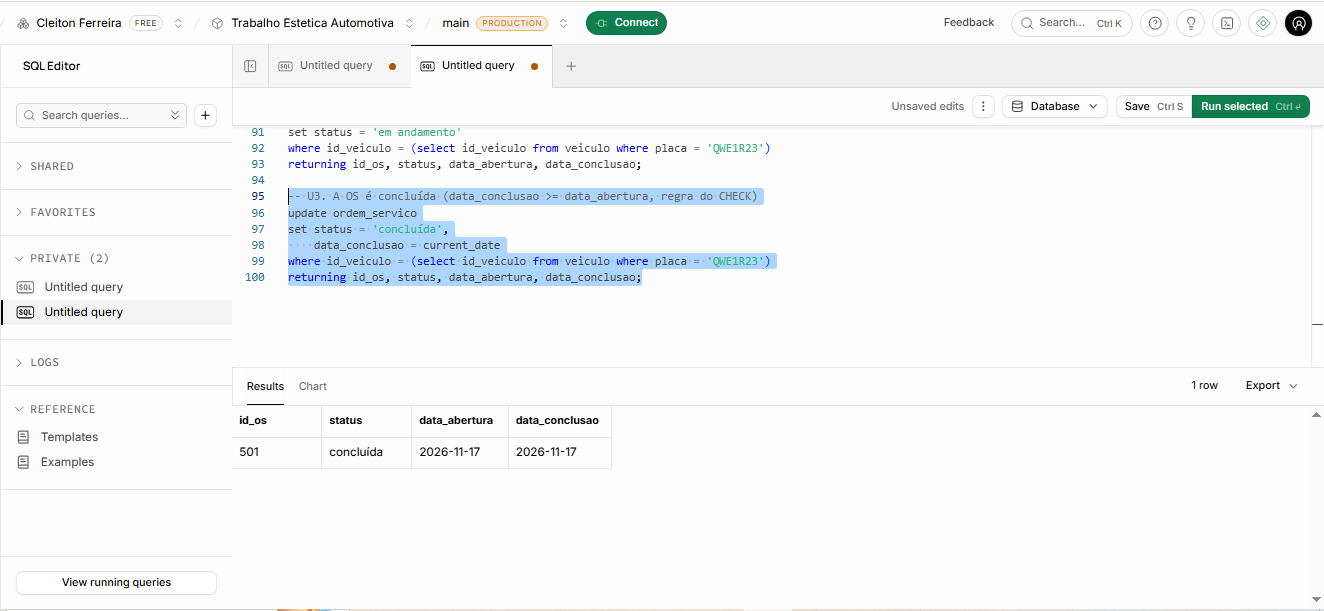 Cleiton Ferreira FREE Trabalho Estetica Automotiva main PRODUCTION Connect Feedback Search... Ctrl K
SQL Editor
Untitled query Untitled query
Search queries...
Unsaved edits Database Save Ctrl S Run selected Ctrl ↵
SHARED
FAVORITES
PRIVATE (2)
SQL Untitled query
SQL Untitled query
LOGS
REFERENCE
Templates
Examples
View running queries
91 set status = 'em andamento'
92 where id_veiculo = (select id_veiculo from veiculo where placa = 'QWE1R23')
93 returning id_os, status, data_abertura, data_conclusao;
94
95 -- U3. A OS é concluída (data_conclusao >= data_abertura, regra do CHECK)
96 update ordem_servico
97 set status = 'concluída',
98 data_conclusao = current_date
99 where id_veiculo = (select id_veiculo from veiculo where placa = 'QWE1R23')
100 returning id_os, status, data_abertura, data_conclusao;
Results Chart 1 row Export
id_os status data_abertura data_conclusao
501 concluída 2026-11-17 2026-11-17